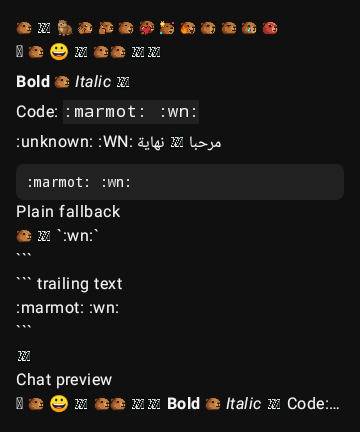 Bold Italic
Code: :marmot: :wn:
:unknown: :WN: مرحبا نهاية
:marmot: :wn:
Plain fallback
`:wn:`
```
``` trailing text
:marmot: :wn:
```
Chat preview
😀 Bold Italic Code:…